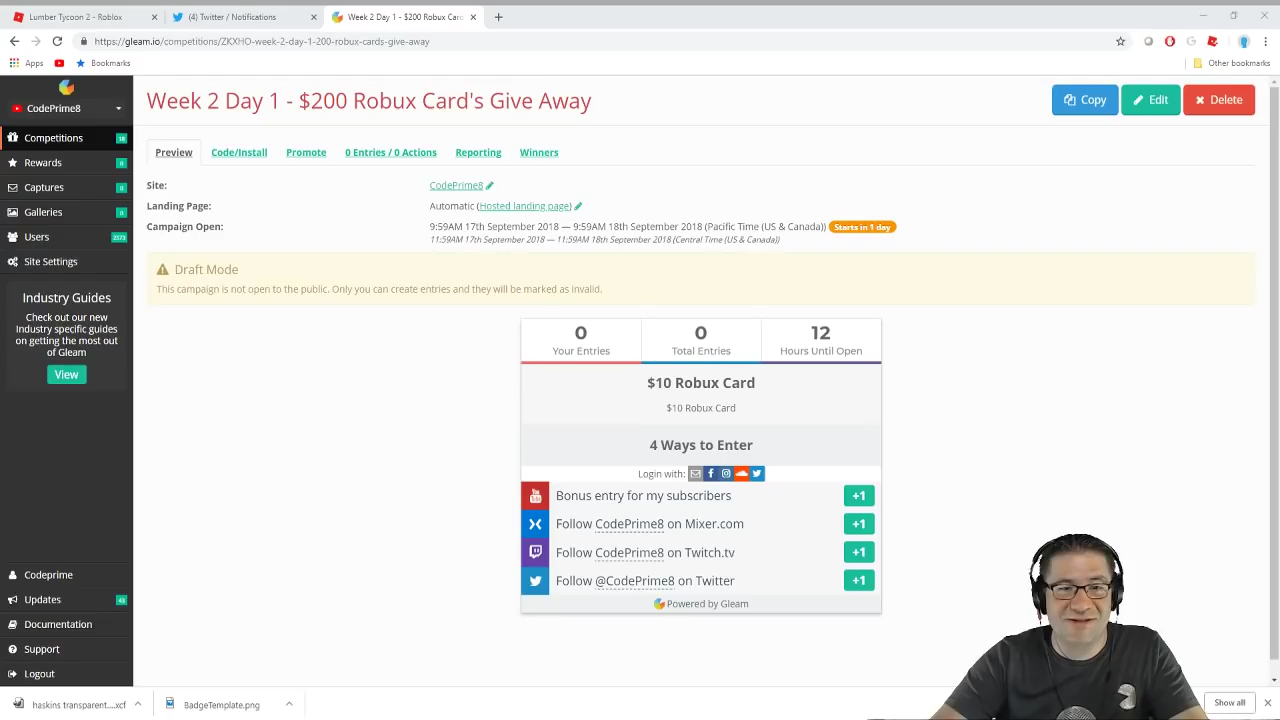 Lumber Tycoon 2 - Roblox
(4) Twitter / Notifications
Week 2 Day 1 - $200 Robux Car
https://gleam.io/competitions/ZKXHO-week-2-day-1-200-robux-cards-give-away
Apps
Bookmarks
Other bookmarks
CodePrime8
Competitions 18
Rewards 0
Captures 0
Galleries 0
Users 2373
Site Settings
Industry Guides
Check out our new
Industry specific guides
on getting the most out
of Gleam
View
Codeprime
Updates 43
Documentation
Support
Logout
Week 2 Day 1 - $200 Robux Card's Give Away
Copy Edit Delete
Preview Code/Install Promote 0 Entries / 0 Actions Reporting Winners
Site: CodePrime8
Landing Page: Automatic (Hosted landing page)
Campaign Open: 9:59AM 17th September 2018 — 9:59AM 18th September 2018 (Pacific Time (US & Canada)) Starts in 1 day
11:59AM 17th September 2018 — 11:59AM 18th September 2018 (Central Time (US & Canada))
Draft Mode
This campaign is not open to the public. Only you can create entries and they will be marked as invalid.
0 0 12
Your Entries Total Entries Hours Until Open
$10 Robux Card
$10 Robux Card
4 Ways to Enter
Login with:
Bonus entry for my subscribers +1
Follow CodePrime8 on Mixer.com +1
Follow CodePrime8 on Twitch.tv +1
Follow @CodePrime8 on Twitter +1
Powered by Gleam
haskins transparent....xcf
BadgeTemplate.png
Show all